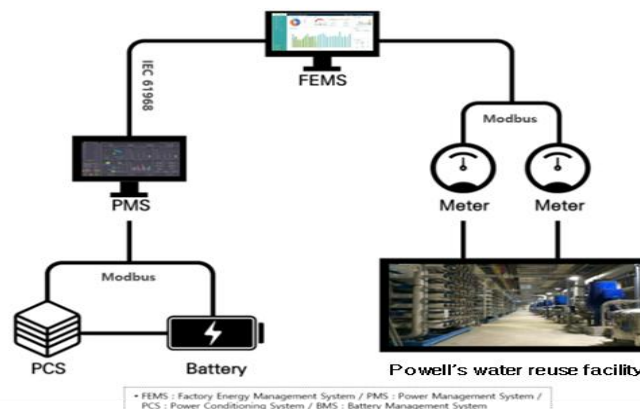 FEMS
IEC 61968
Modbus
PMS
Meter Meter
Modbus
PCS
Battery
Powell's water reuse facility
• FEMS : Factory Energy Management System / PMS : Power Management System /
PCS : Power Conditioning System / BMS : Battery Management System